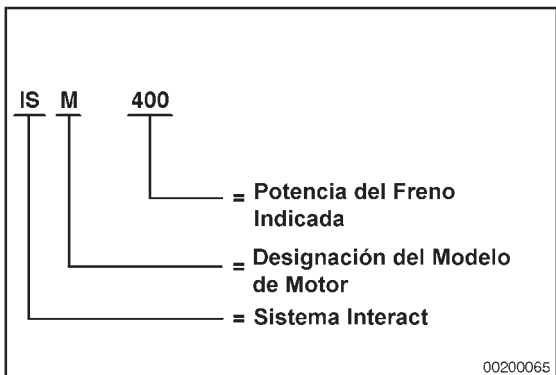 IS M 400
= Potencia del Freno
Indicada
= Designación del Modelo
de Motor
= Sistema Interact
00200065